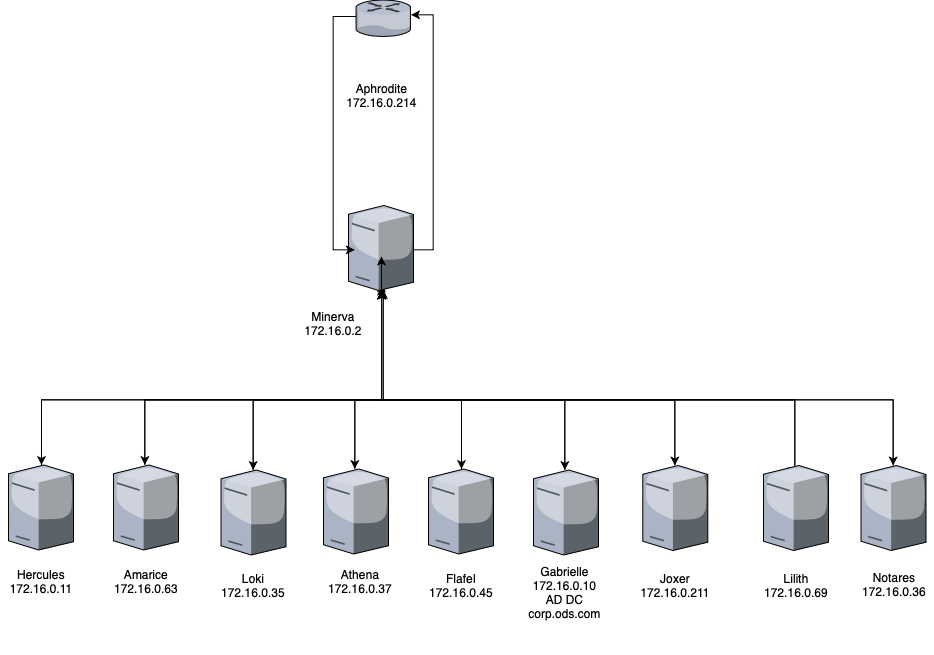 Aphrodite
172.16.0.214
Minerva
172.16.0.2
Hercules
172.16.0.11
Amarice
172.16.0.63
Loki
172.16.0.35
Athena
172.16.0.37
Flafel
172.16.0.45
Gabrielle
172.16.0.10
AD DC
corp.ods.com
Joxer
172.16.0.211
Lilith
172.16.0.69
Notares
172.16.0.36